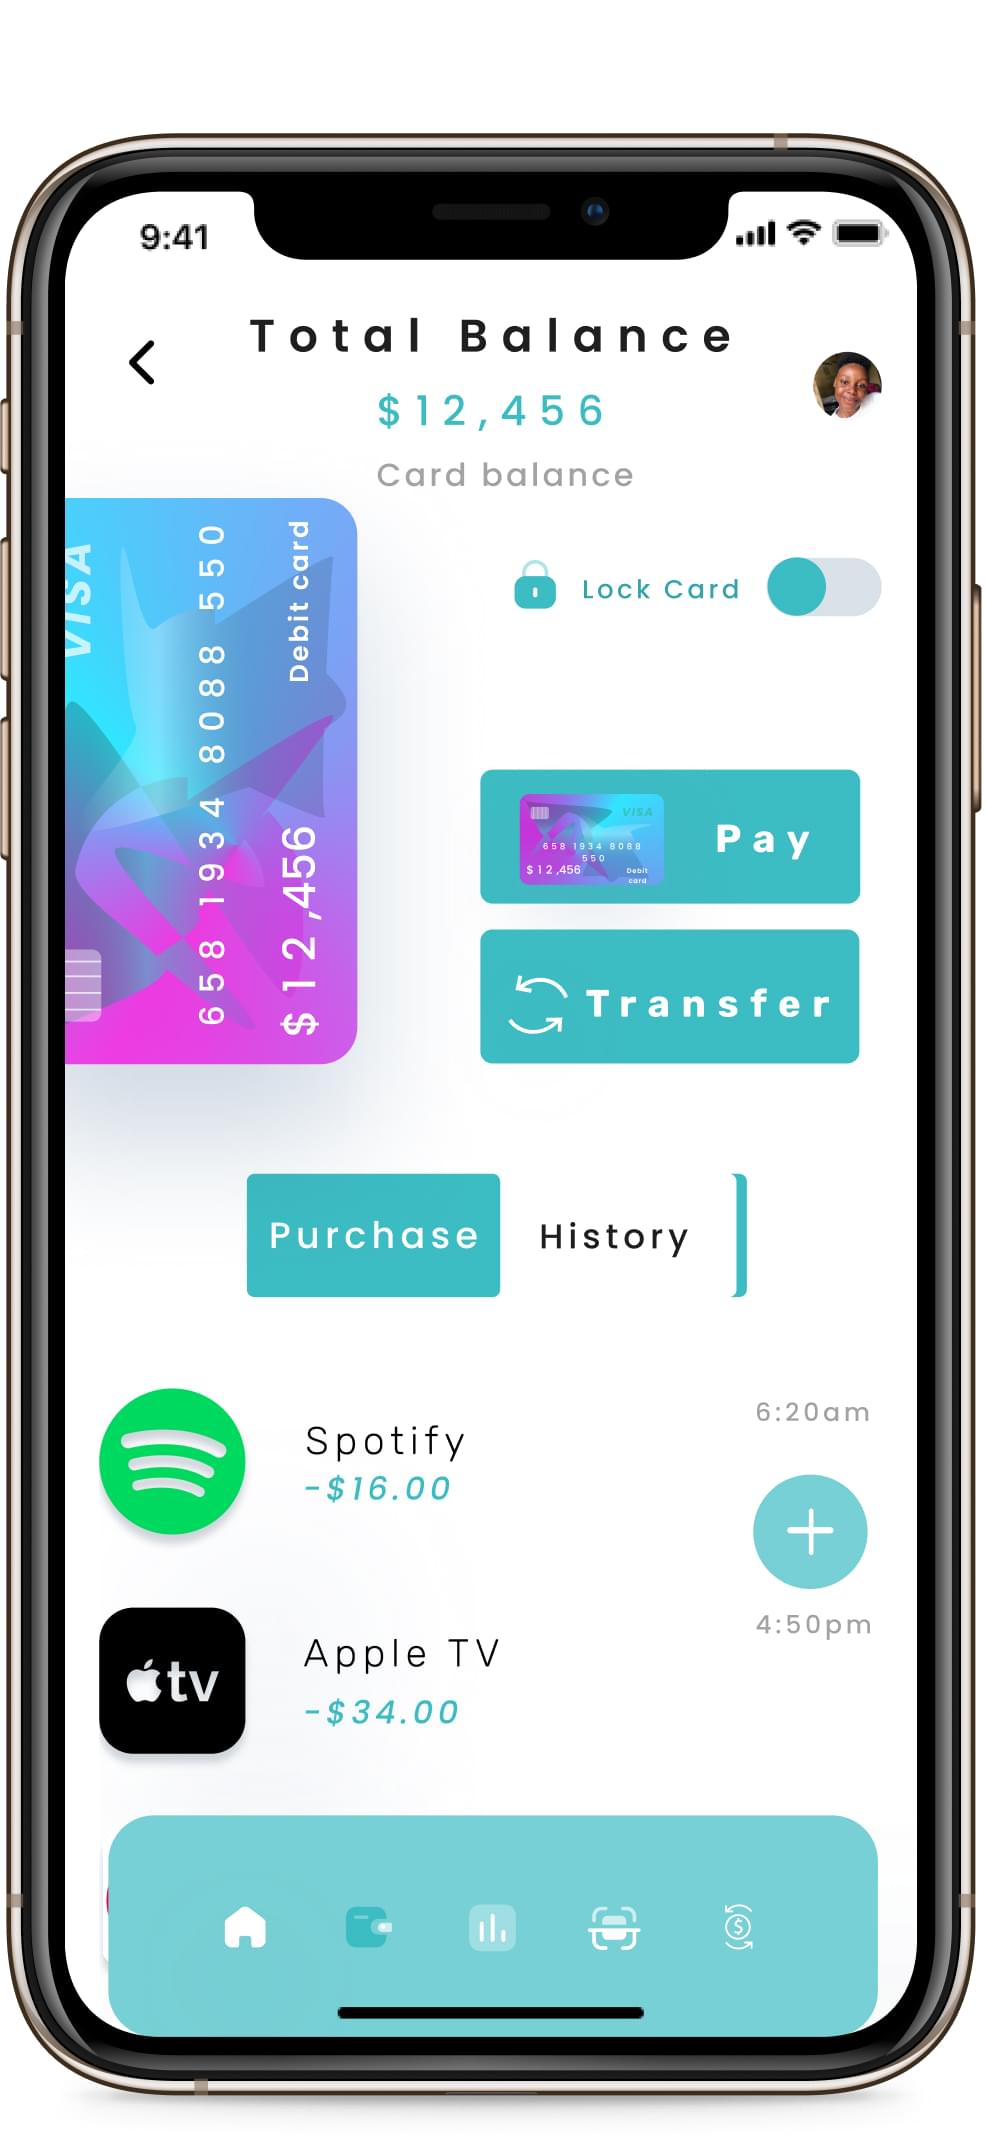 9:41
Total Balance
$12,456
Card balance
VISA
658 1934 8088 550
Debit card
$ 12,456
Lock Card
VISA
658 1934 8088
550
$ 12,456
Debit
card
Pay
Transfer
Purchase
History
Spotify
-$16.00
6:20am
Apple TV
-$34.00
4:50pm
tv
$